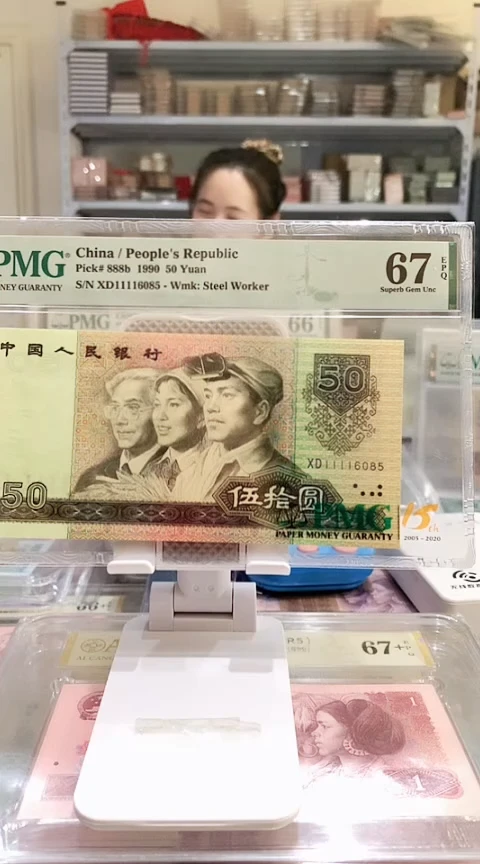 PMG
MONEY GUARANTY
China / People's Republic
Pick# 888b 1990 50 Yuan
S/N XD11116085 - Wmk: Steel Worker
67
EPQ
Superb Gem Unc
PMG
66
中国人民银行
50
XD11116085
50
伍拾圆
PMG
PAPER MONEY GUARANTY
15th
2005 - 2020
66
67+
1
1